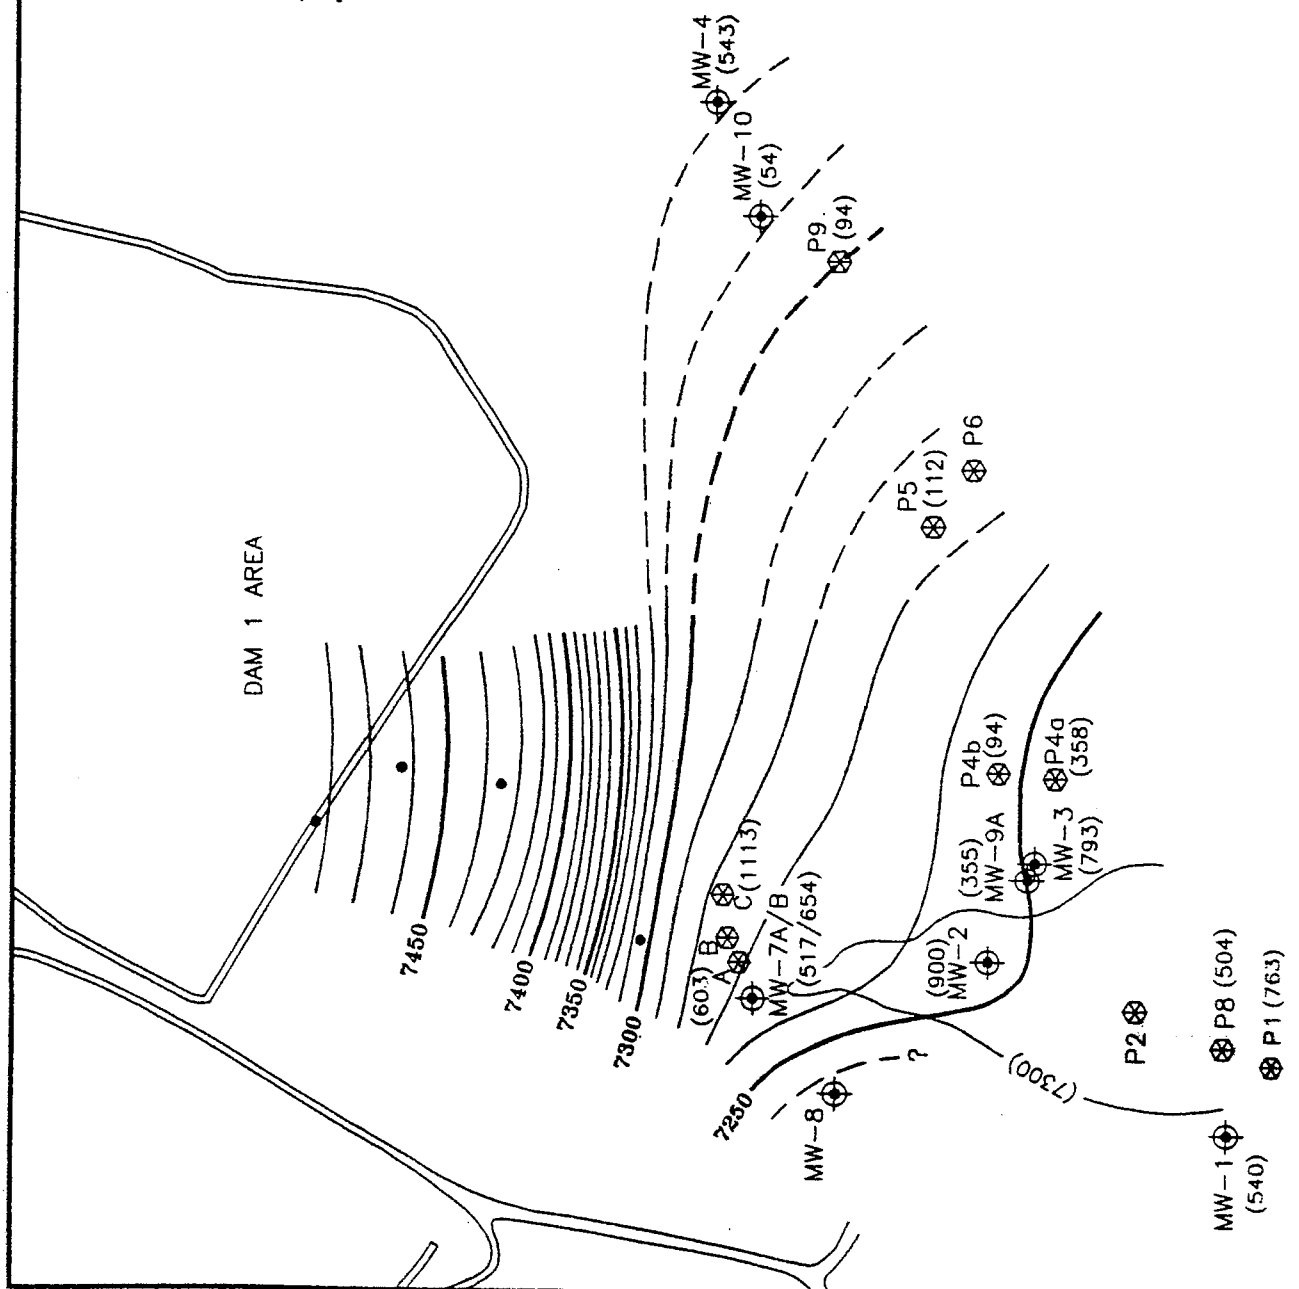 MW-4
(543)
MW-10
(54)
P9.
(94)
DAM 1 AREA
P6
P5
(112)
7450
7400
7350
7300
7250
P4b
(94)
P4a
(358)
C(1113)
B
A
(603)
MW-7A/B
(517/654)
(355)
MW-9A
MW-3
(793)
(900)
MW-2
?
(7300)
MW-8
P2
P8 (504)
P1 (763)
MW-1
(540)